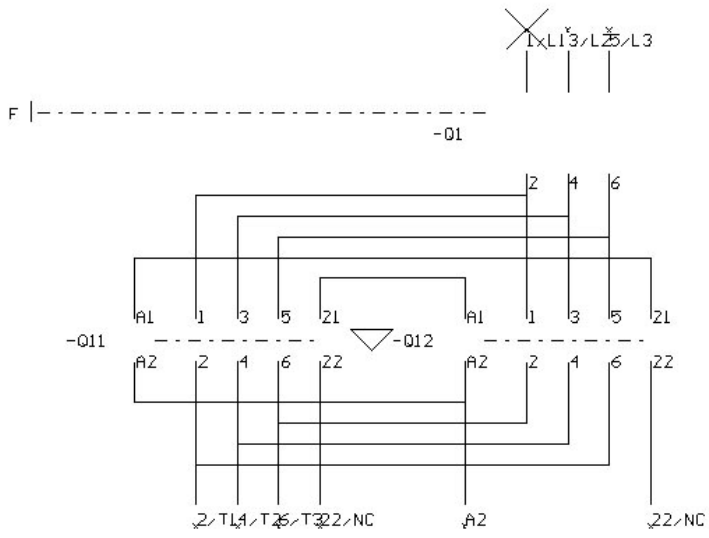 1/L1 3/L2 5/L3
F
-Q1
2 4 6
A1 1 3 5 21 A1 1 3 5 21
-Q11 -Q12
A2 2 4 6 22 A2 2 4 6 22
2/T1 4/T2 6/T3 22/NC A2 22/NC